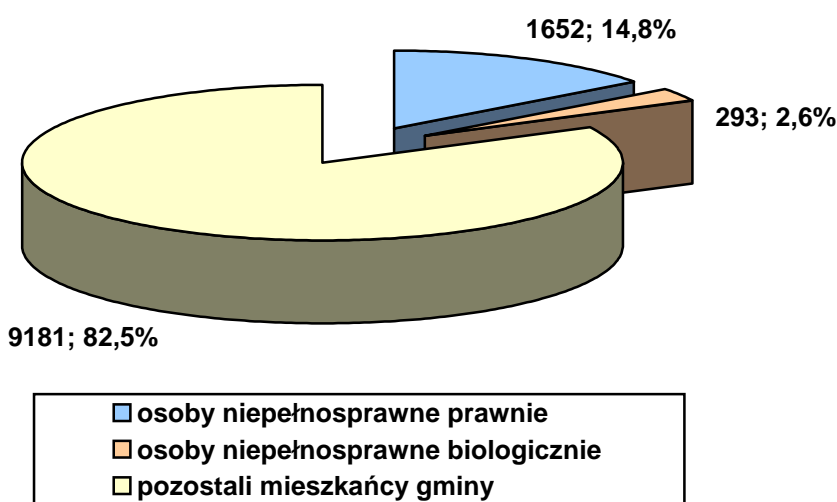 1652; 14,8%
293; 2,6%
9181; 82,5%
osoby niepełnosprawne prawnie
osoby niepełnosprawne biologicznie
pozostali mieszkańcy gminy